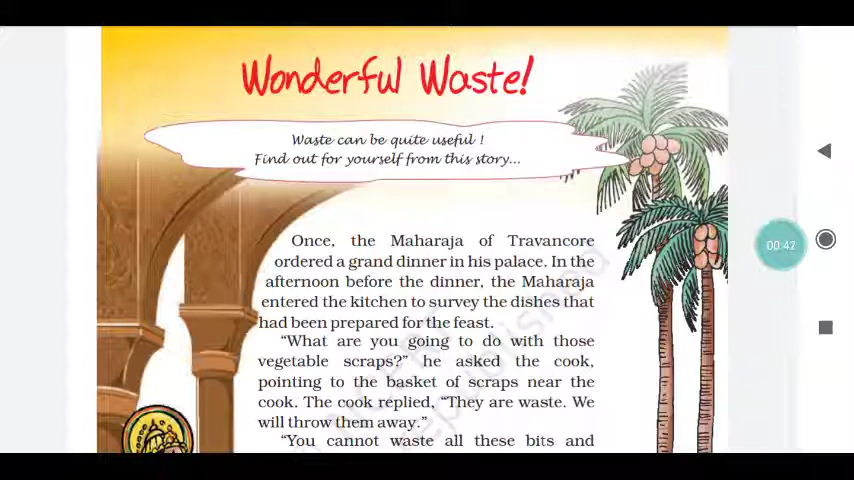 Wonderful Waste!
Waste can be quite useful !
Find out for yourself from this story...
Once, the Maharaja of Travancore
ordered a grand dinner in his palace. In the
afternoon before the dinner, the Maharaja
entered the kitchen to survey the dishes that
had been prepared for the feast.
00:42
“What are you going to do with those
vegetable scraps?” he asked the cook,
pointing to the basket of scraps near the
cook. The cook replied, “They are waste. We
will throw them away.”
“You cannot waste all these bits and
NCERT
republished